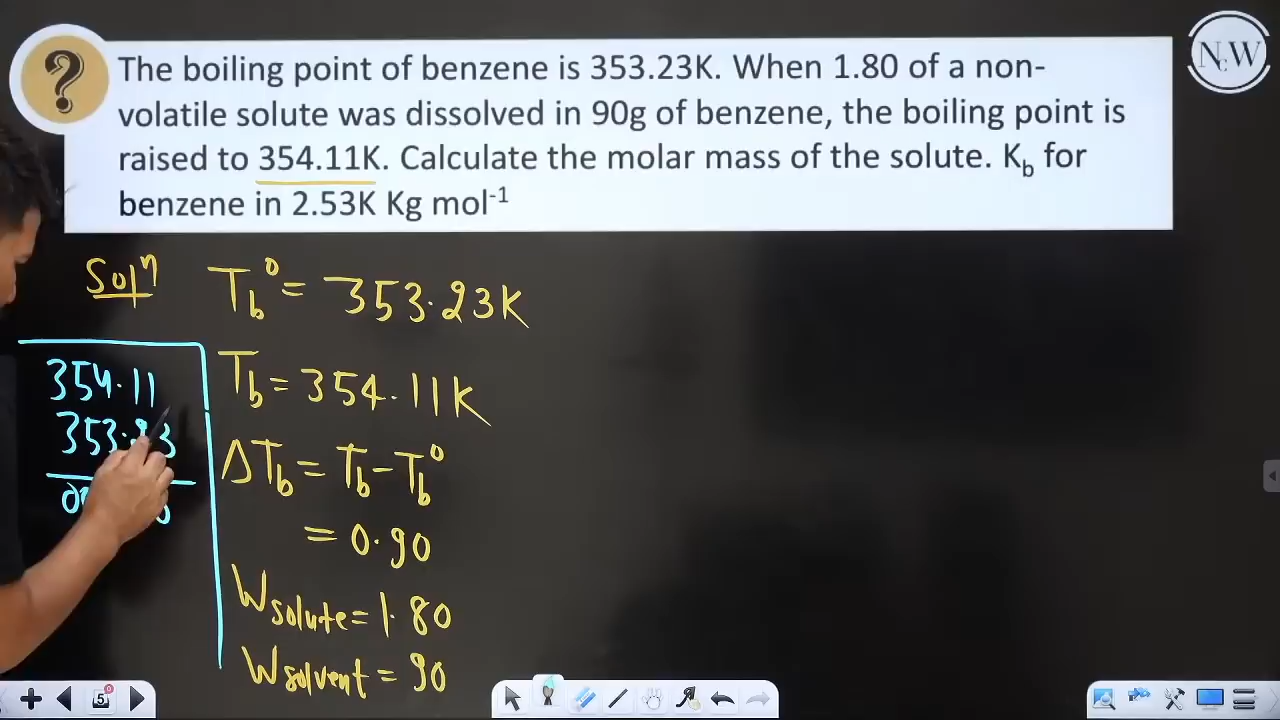 The boiling point of benzene is 353.23K. When 1.80 of a non-
volatile solute was dissolved in 90g of benzene, the boiling point is
raised to 354.11K. Calculate the molar mass of the solute. Kb for
benzene in 2.53K Kg mol-1
NcW
Solⁿ
Tb° = 353.23K
Tb = 354.11K
ΔTb = Tb - Tb°
= 0.90
Wsolute = 1.80
Wsolvent = 90
354.11
5